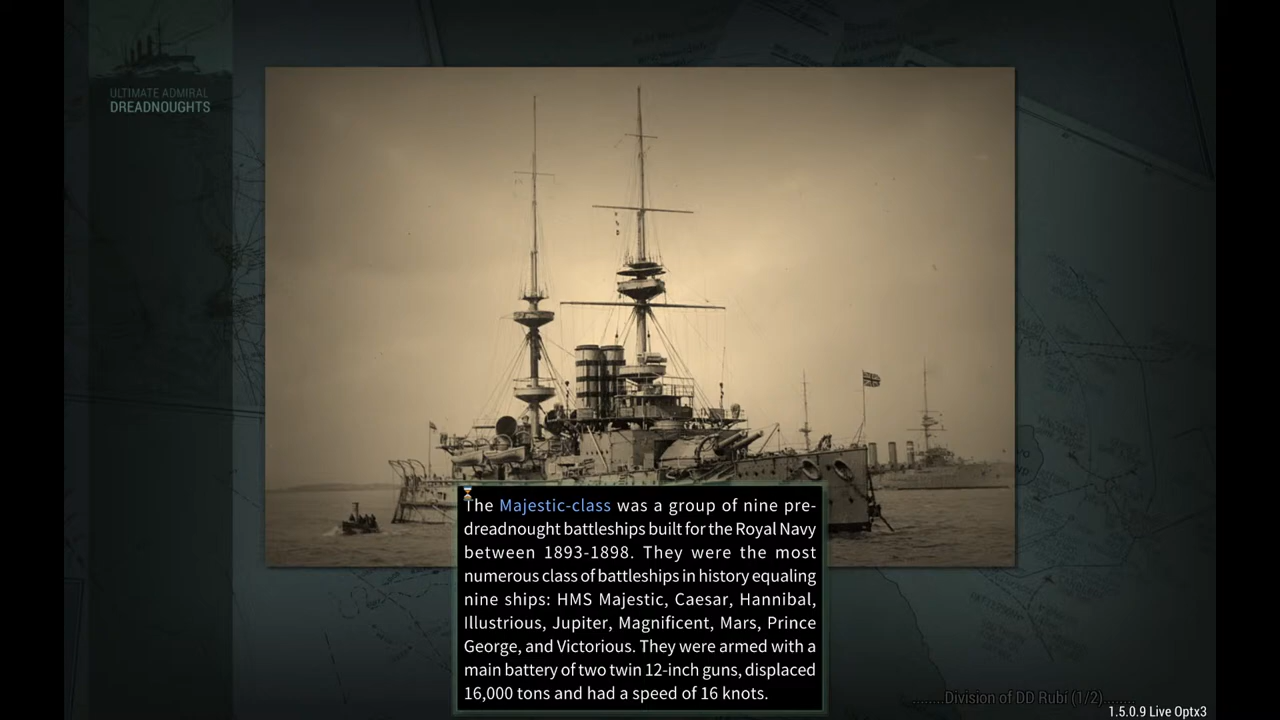 ULTIMATE ADMIRAL
DREADNOUGHTS
The Majestic-class was a group of nine pre-
dreadnought battleships built for the Royal Navy
between 1893-1898. They were the most
numerous class of battleships in history equaling
nine ships: HMS Majestic, Caesar, Hannibal,
Illustrious, Jupiter, Magnificent, Mars, Prince
George, and Victorious. They were armed with a
main battery of two twin 12-inch guns, displaced
16,000 tons and had a speed of 16 knots.
........Division of DD Rubi (1/2)........
1.5.0.9 Live Optx3